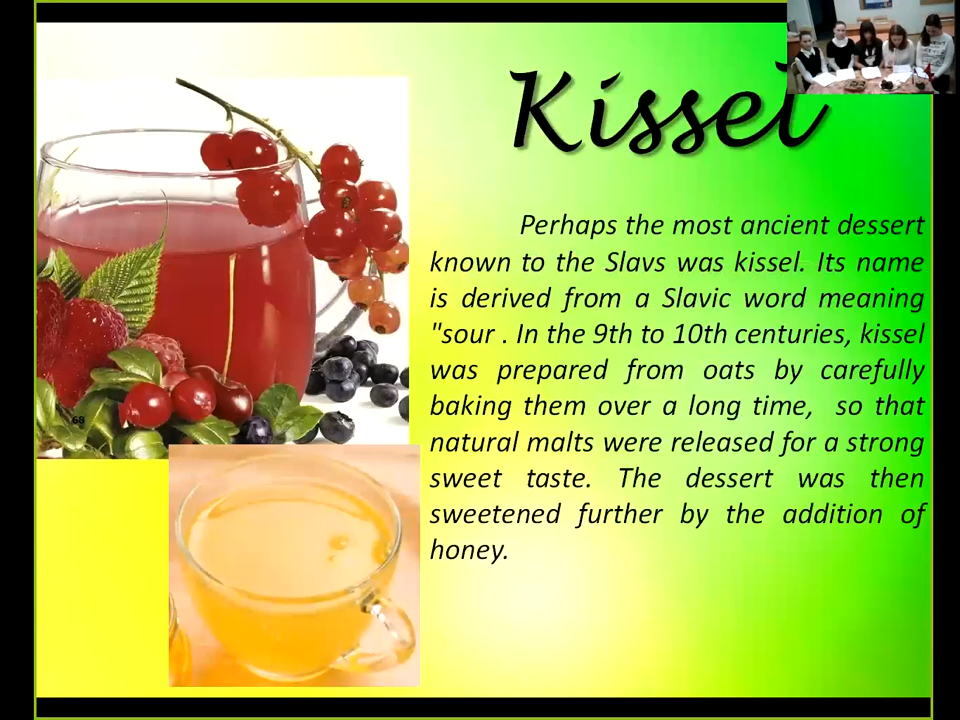 Kissel
Perhaps the most ancient dessert
known to the Slavs was kissel. Its name
is derived from a Slavic word meaning
"sour . In the 9th to 10th centuries, kissel
was prepared from oats by carefully
baking them over a long time, so that
natural malts were released for a strong
sweet taste. The dessert was then
sweetened further by the addition of
honey.
68